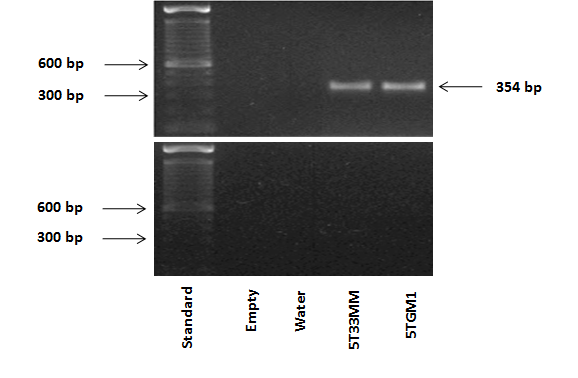 600 bp
300 bp
354 bp
600 bp
300 bp
Standard
Empty
Water
5T33MM
5TGM1